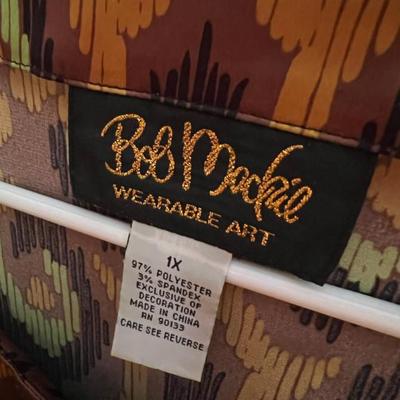 Bob Mackie
WEARABLE ART
1X
97% POLYESTER
3% SPANDEX
EXCLUSIVE OF
DECORATION
MADE IN CHINA
RN 90133
CARE SEE REVERSE